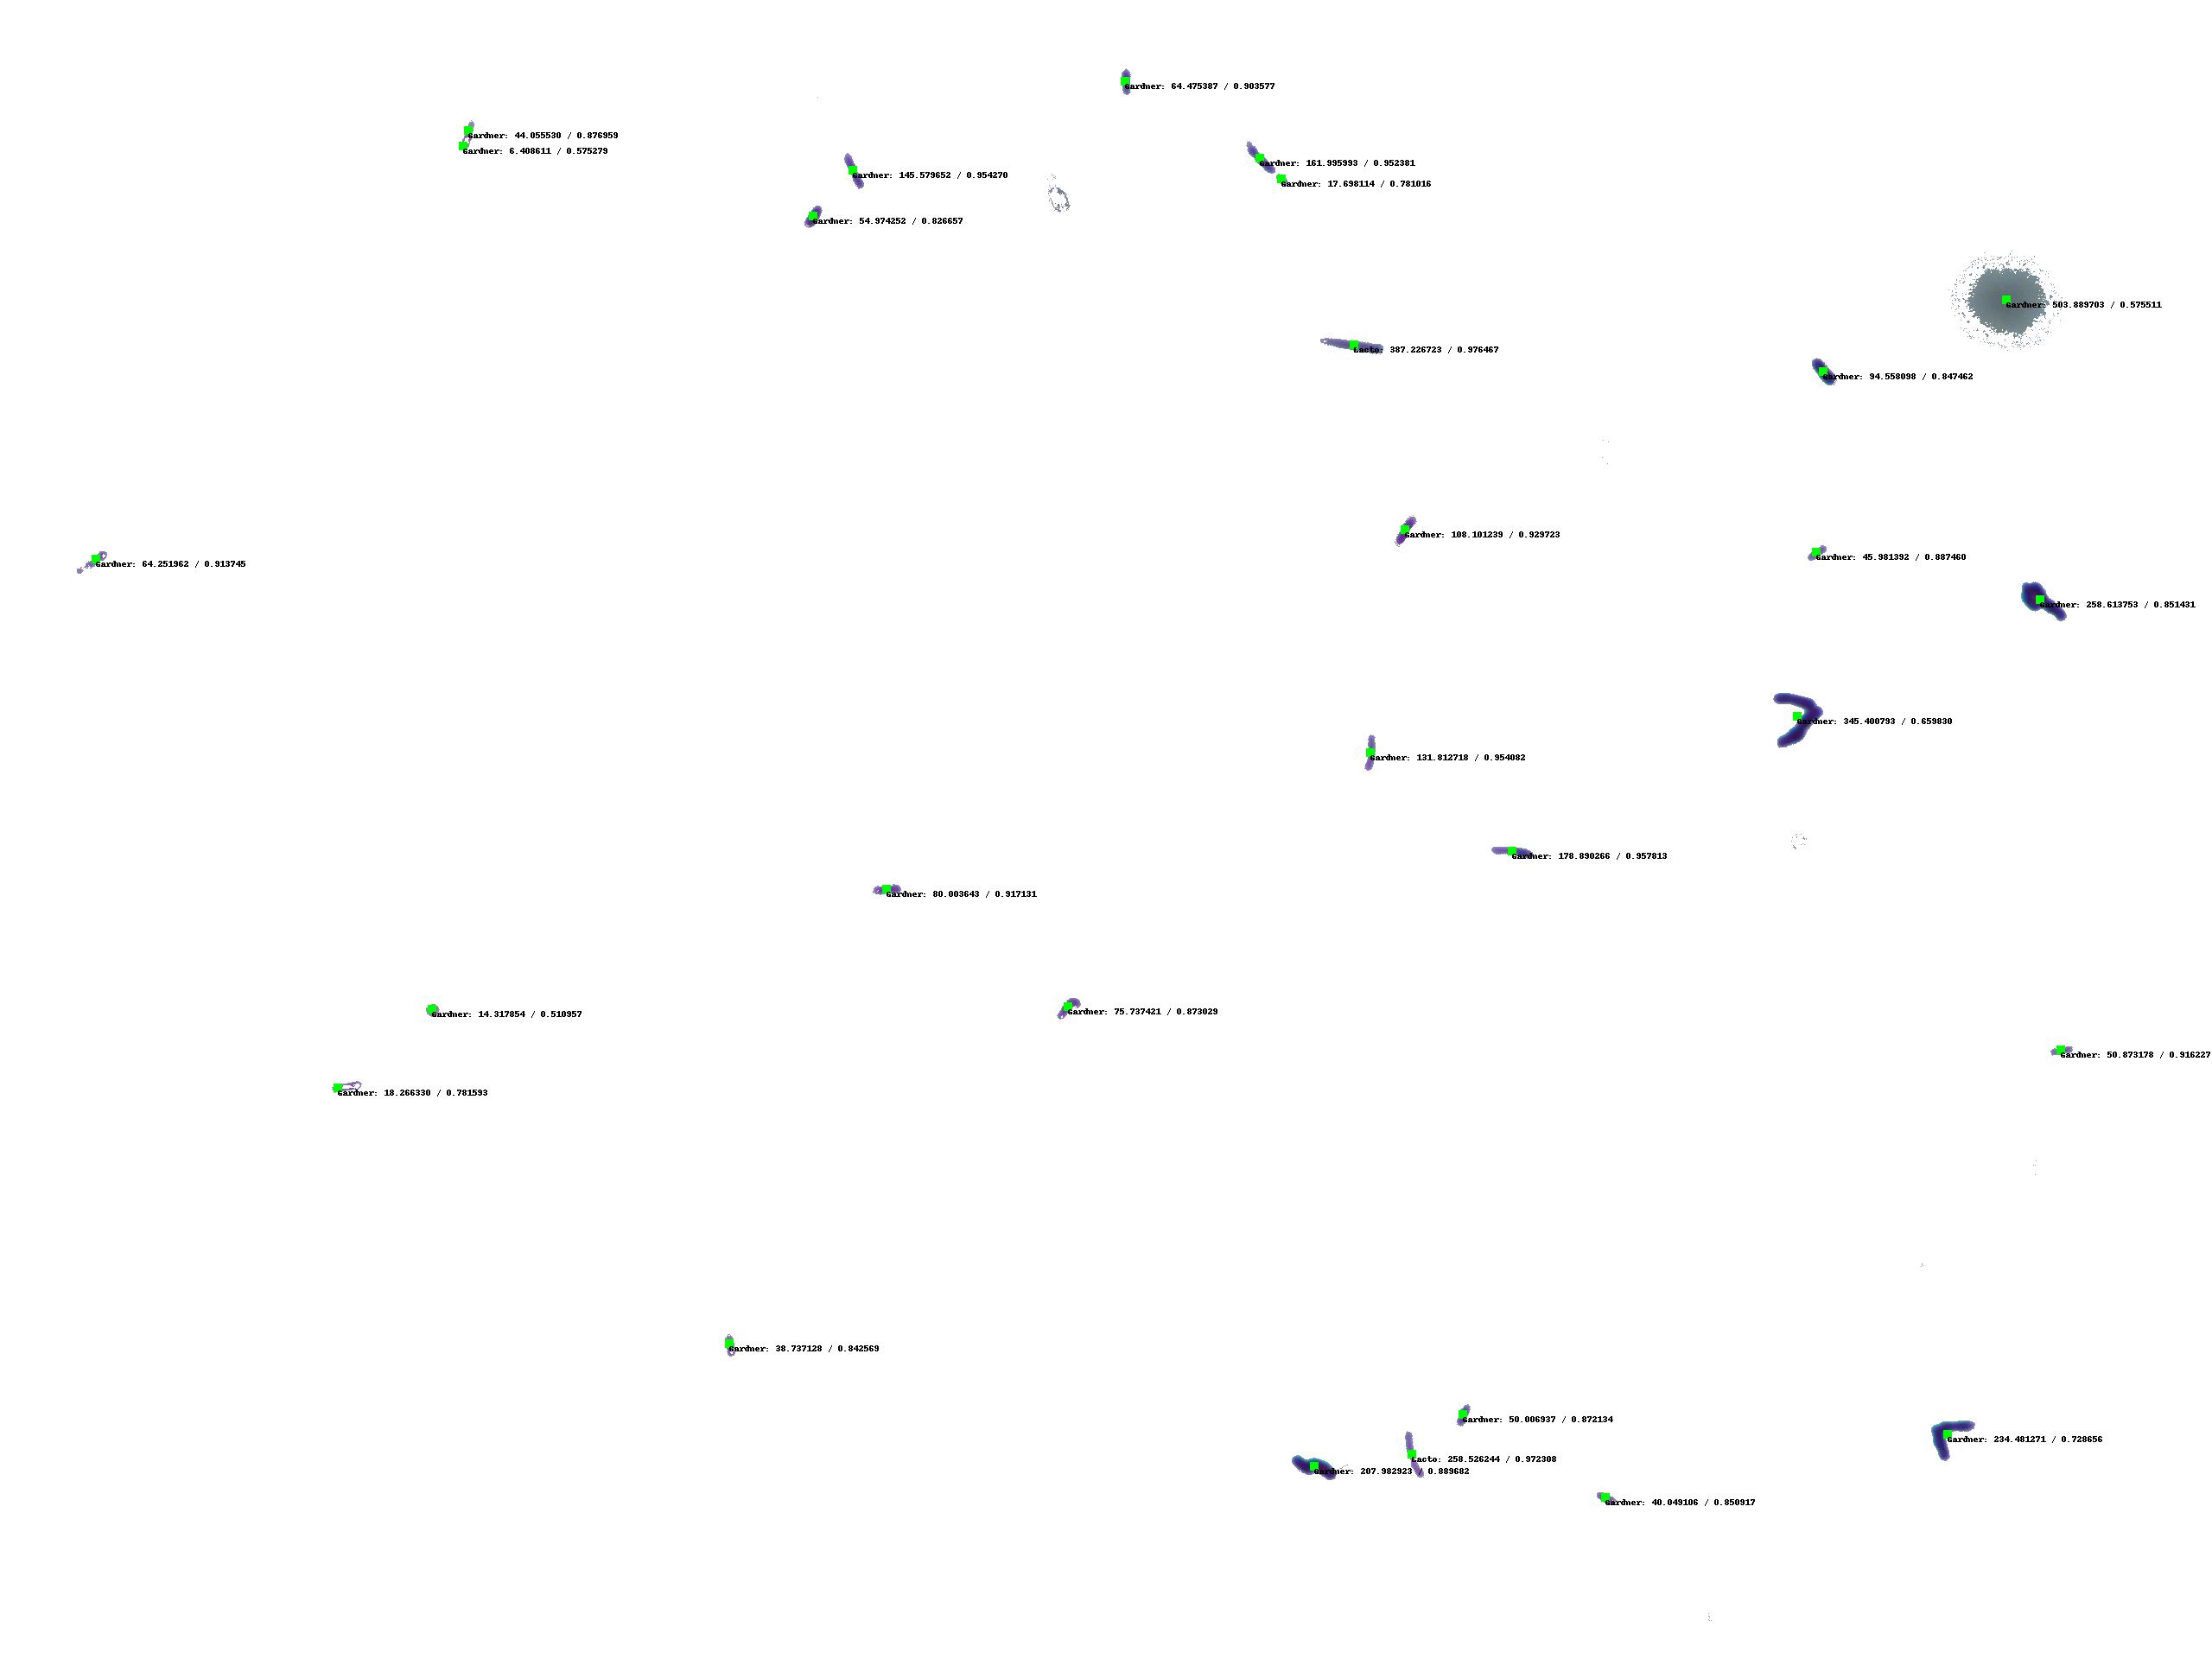 Gardner: 64.475387 / 0.903577
Gardner: 44.055530 / 0.876959
Gardner: 6.408611 / 0.575279
Gardner: 161.995993 / 0.952381
Gardner: 145.579652 / 0.954270
Gardner: 17.698114 / 0.781016
Gardner: 54.974252 / 0.826657
Gardner: 503.889703 / 0.575511
Lacto: 387.226723 / 0.976467
Gardner: 94.558098 / 0.847462
Gardner: 108.101239 / 0.929723
Gardner: 45.981392 / 0.887460
Gardner: 64.251962 / 0.913745
Gardner: 258.613753 / 0.851431
Gardner: 345.400793 / 0.659830
Gardner: 131.812718 / 0.954082
Gardner: 178.890266 / 0.957813
Gardner: 80.003643 / 0.917131
Gardner: 75.737421 / 0.873029
Gardner: 14.317854 / 0.510957
Gardner: 50.873178 / 0.916227
Gardner: 18.266330 / 0.781593
Gardner: 38.737128 / 0.842569
Gardner: 50.006937 / 0.872134
Gardner: 234.481271 / 0.728656
Lacto: 258.526244 / 0.972308
Gardner: 207.982923 / 0.889682
Gardner: 40.049106 / 0.850917